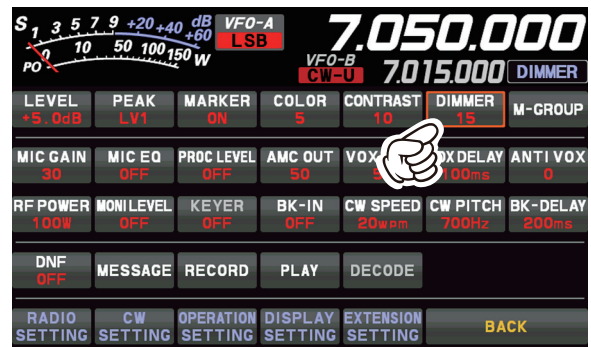 S 1 3 5 7 9 +20 +40 +60 dB
PO 0 10 50 100 150 W
VFO-A
LSB
7.050.000
VFO-B
CW-U
7.015.000
DIMMER
LEVEL PEAK MARKER COLOR CONTRAST DIMMER M-GROUP
+5.0dB LV1 ON 5 10 15
MIC GAIN MIC EQ PROC LEVEL AMC OUT VOX DELAY ANTI VOX
30 OFF OFF 50 100ms 0
RF POWER MONI LEVEL KEYER BK-IN CW SPEED CW PITCH BK-DELAY
100W OFF OFF OFF 20wpm 700Hz 200ms
DNF MESSAGE RECORD PLAY DECODE
OFF
RADIO CW OPERATION DISPLAY EXTENSION BACK
SETTING SETTING SETTING SETTING SETTING